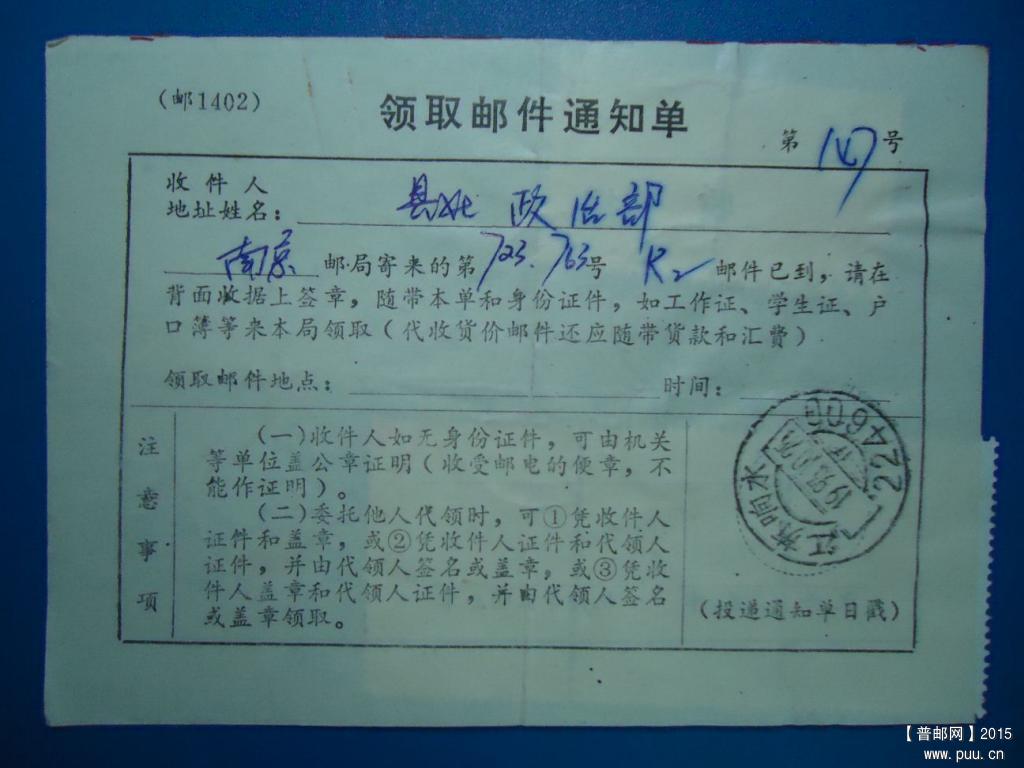 (邮1402)
领取邮件通知单
第 147 号
收件人
地址姓名: 县 政治部
南京 邮局寄来的第 723.763 号 R2 邮件已到,请在
背面收据上签章,随带本单和身份证件,如工作证、学生证、户
口簿等来本局领取(代收货价邮件还应随带货款和汇费)
领取邮件地点: 时间:
注意事项
(一)收件人如无身份证件,可由机关
等单位盖公章证明(收受邮电的便章,不
能作证明)。
(二)委托他人代领时,可①凭收件人
证件和盖章,或②凭收件人证件和代领人
证件,并由代领人签名或盖章,或③凭收
件人盖章和代领人证件,并由代领人签名
或盖章领取。
224600
江苏响水
(投递通知单日戳)
【普邮网】2015
www.puu.cn